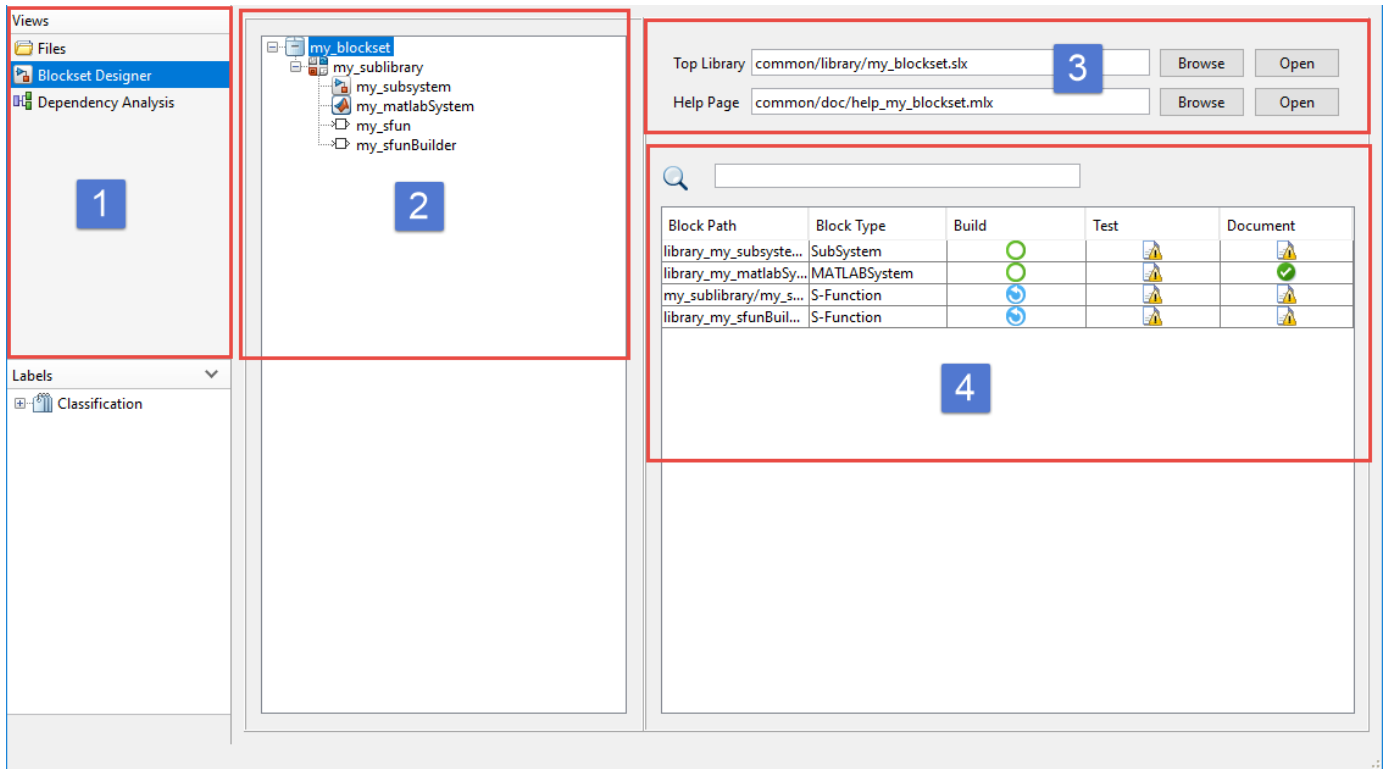 Views
Files
Blockset Designer
Dependency Analysis
1
Labels
Classification
my_blockset
my_sublibrary
my_subsystem
my_matlabSystem
my_sfun
my_sfunBuilder
2
Top Library common/library/my_blockset.slx 3 Browse Open
Help Page common/doc/help_my_blockset.mlx Browse Open
Block Path Block Type Build Test Document
library_my_subsyste... SubSystem
library_my_matlabSy... MATLABSystem
my_sublibrary/my_s... S-Function
library_my_sfunBuil... S-Function
4